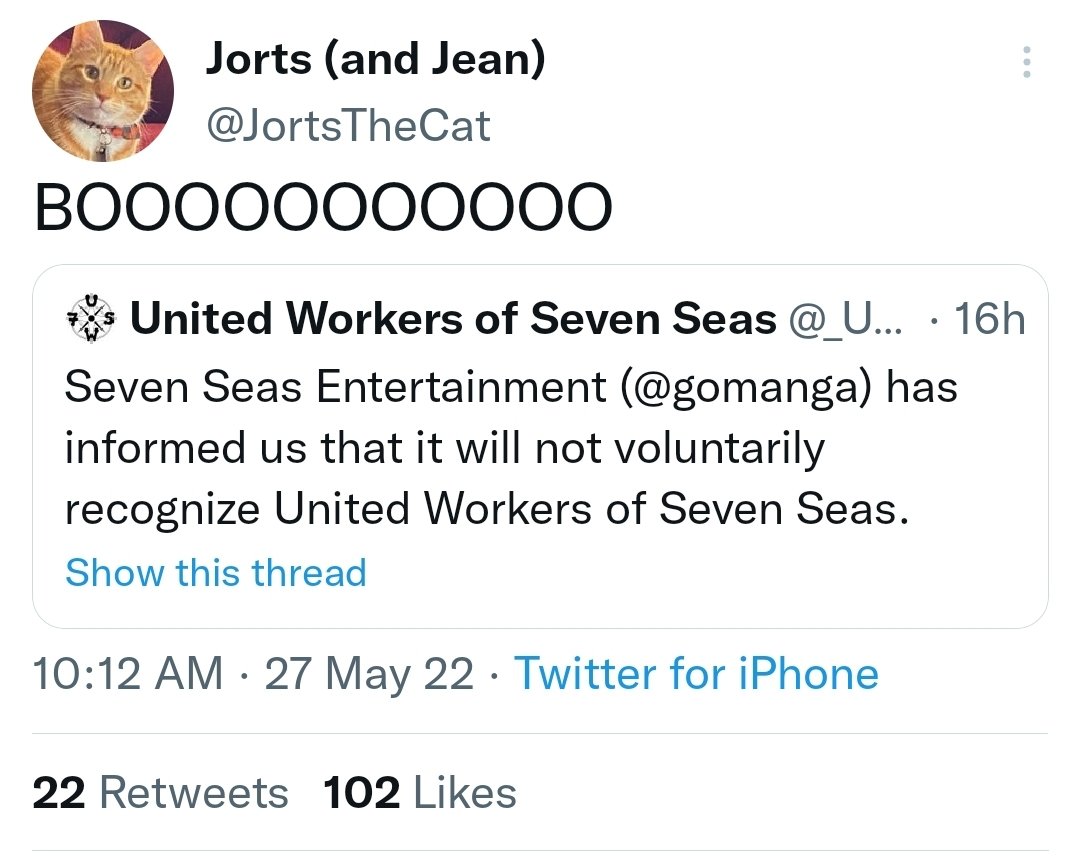 Jorts (and Jean)
@JortsTheCat
BOOOOOOOOOOO
United Workers of Seven Seas @_U... · 16h
Seven Seas Entertainment (@gomanga) has
informed us that it will not voluntarily
recognize United Workers of Seven Seas.
Show this thread
10:12 AM · 27 May 22 · Twitter for iPhone
22 Retweets 102 Likes